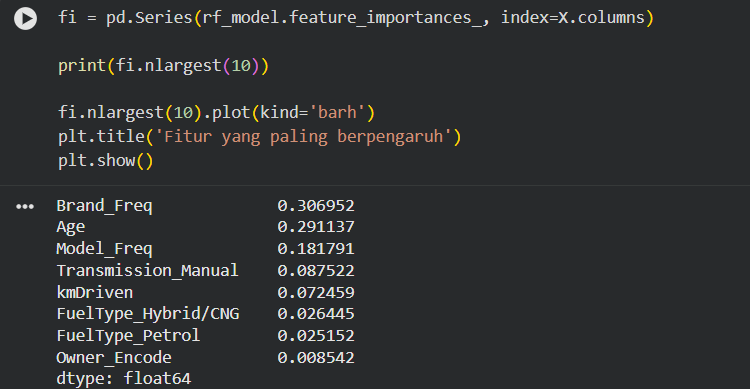 fi = pd.Series(rf_model.feature_importances_, index=X.columns)
print(fi.nlargest(10))
fi.nlargest(10).plot(kind='barh')
plt.title('Fitur yang paling berpengaruh')
plt.show()
Brand_Freq 0.306952
Age 0.291137
Model_Freq 0.181791
Transmission_Manual 0.087522
kmDriven 0.072459
FuelType_Hybrid/CNG 0.026445
FuelType_Petrol 0.025152
Owner_Encode 0.008542
dtype: float64